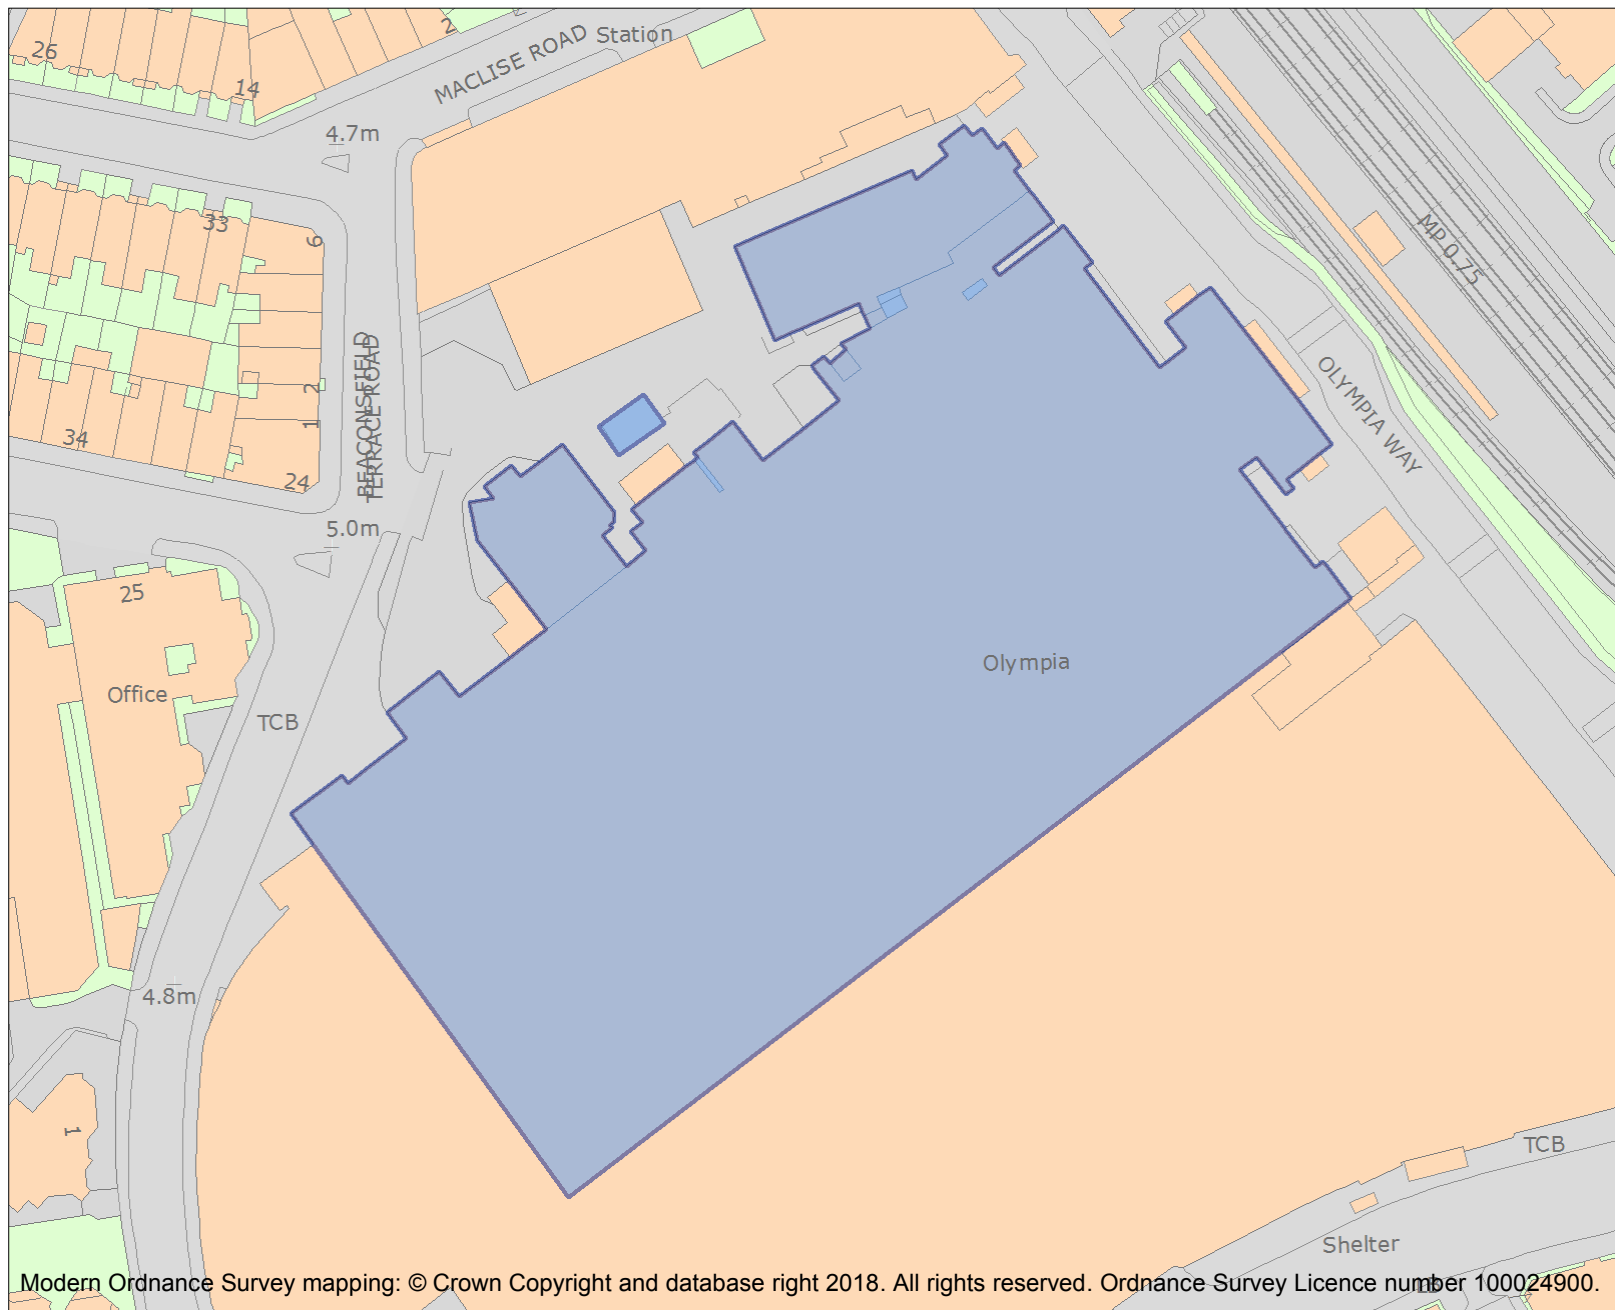 26
14
2
MACLISE ROAD
Station
4.7m
33
6
MP 0.75
BEACONSFIELD
TERRACE ROAD
2
1
34
24
OLYMPIA WAY
5.0m
25
Office
TCB
Olympia
4.8m
1
TCB
Shelter
Modern Ordnance Survey mapping: © Crown Copyright and database right 2018. All rights reserved. Ordnance Survey Licence number 100024900.